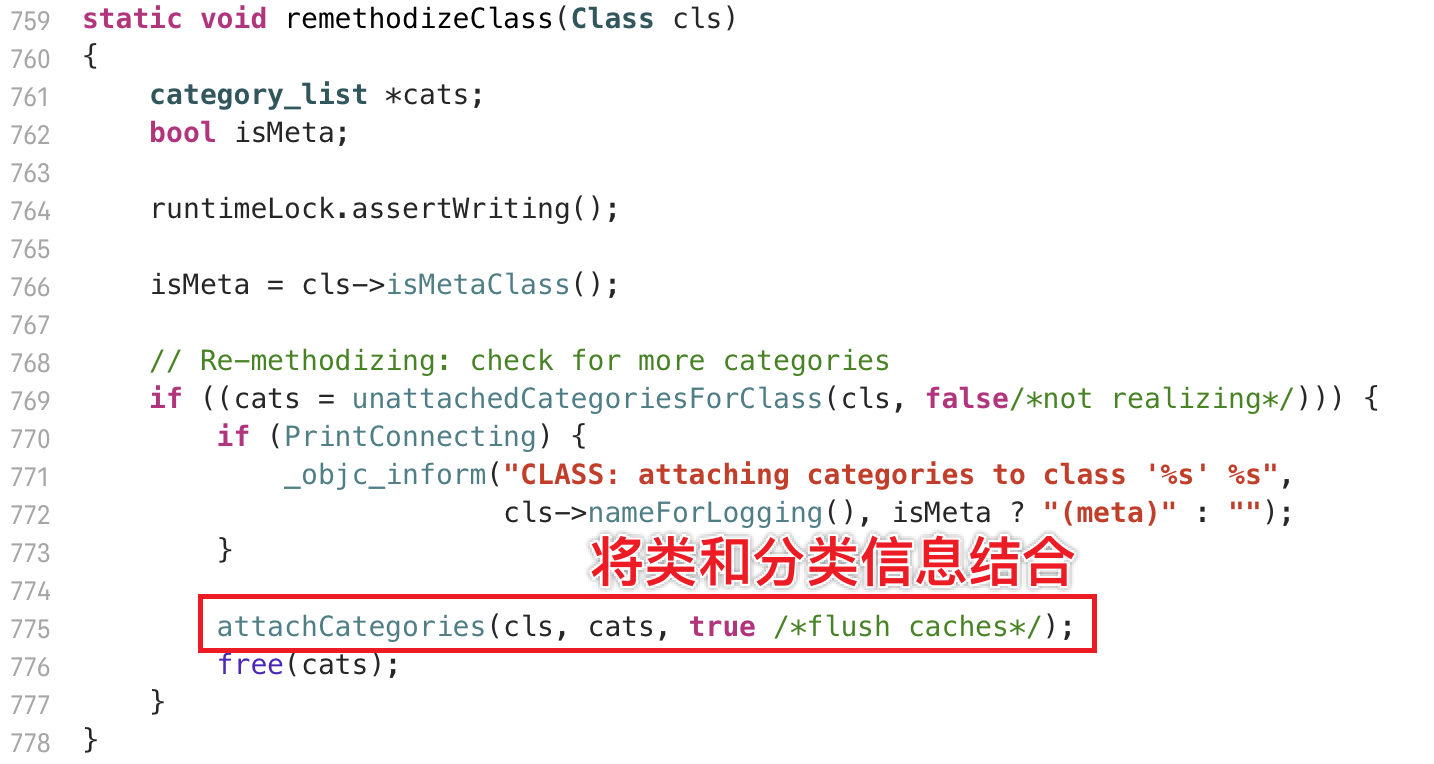 759 static void remethodizeClass(Class cls)
760 {
761     category_list *cats;
762     bool isMeta;
763
764     runtimeLock.assertWriting();
765
766     isMeta = cls->isMetaClass();
767
768     // Re-methodizing: check for more categories
769     if ((cats = unattachedCategoriesForClass(cls, false/*not realizing*/))) {
770         if (PrintConnecting) {
771             _objc_inform("CLASS: attaching categories to class '%s' %s",
772                          cls->nameForLogging(), isMeta ? "(meta)" : "");
773         }
将类和分类信息结合
774
775         attachCategories(cls, cats, true /*flush caches*/);
776         free(cats);
777     }
778 }